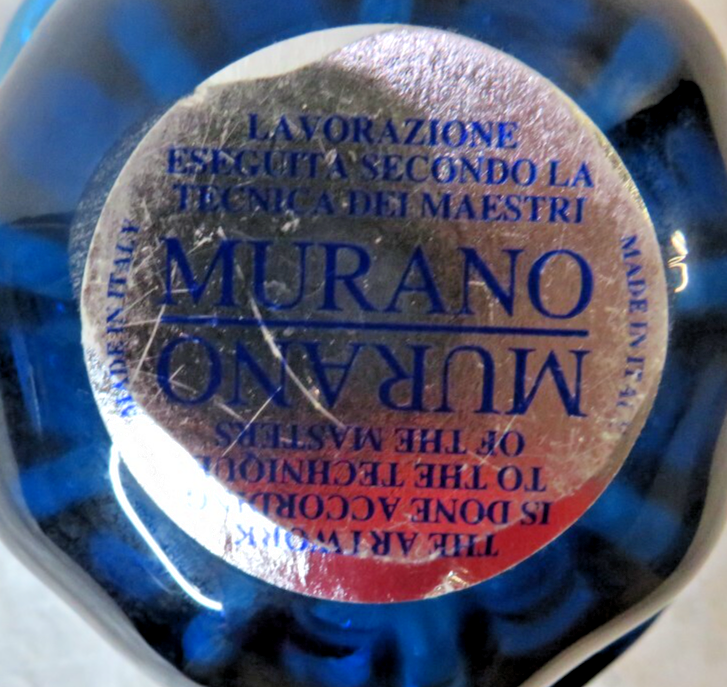 LAVORAZIONE
ESEGUITA SECONDO LA
TECNICA DEI MAESTRI
MURANO
MADE IN ITALY
MADE IN ITALY
MURANO
THE ARTWORK
IS DONE ACCORDING
TO THE TECHNIQUE
OF THE MASTERS